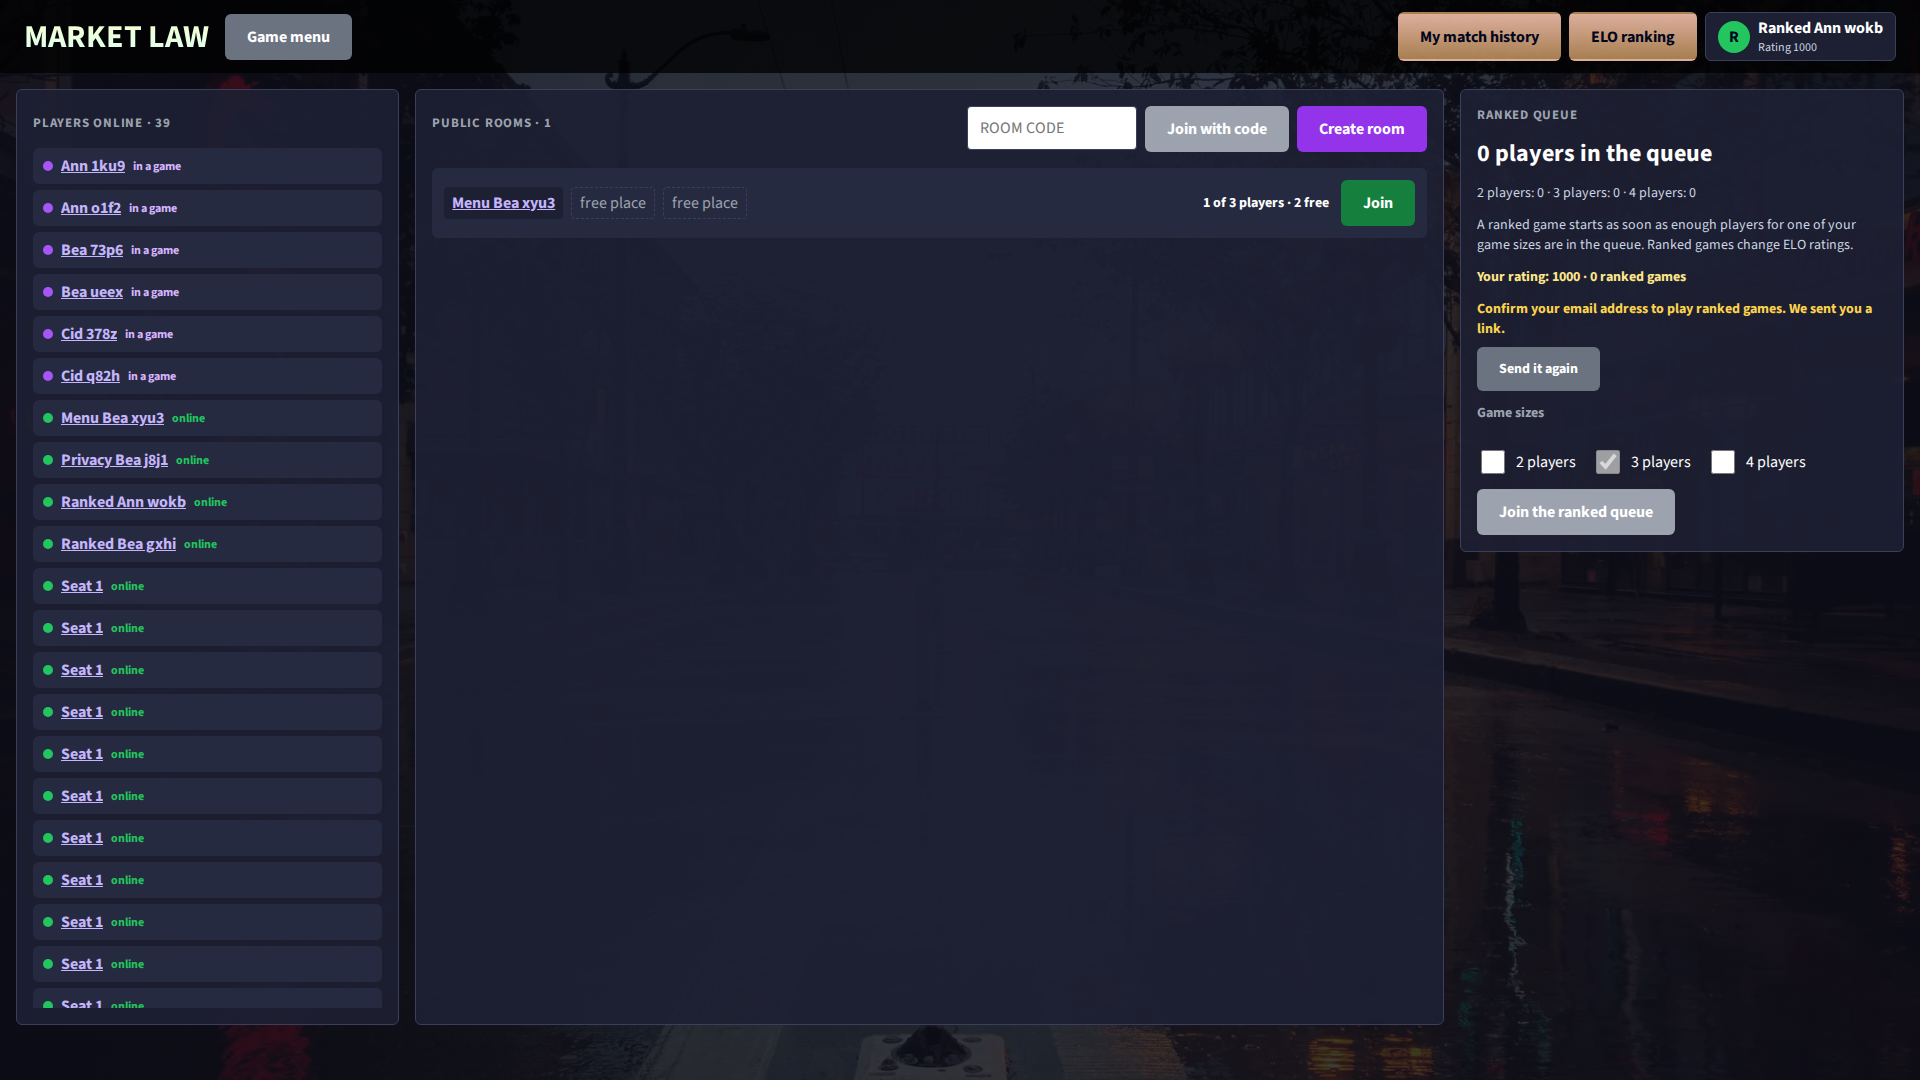 MARKET LAW
Game menu
My match history
ELO ranking
R
Ranked Ann wokb
Rating 1000
PLAYERS ONLINE · 39
Ann 1ku9 in a game
Ann o1f2 in a game
Bea 73p6 in a game
Bea ueex in a game
Cid 378z in a game
Cid q82h in a game
Menu Bea xyu3 online
Privacy Bea j8j1 online
Ranked Ann wokb online
Ranked Bea gxhi online
Seat 1 online
Seat 1 online
Seat 1 online
Seat 1 online
Seat 1 online
Seat 1 online
Seat 1 online
Seat 1 online
Seat 1 online
Seat 1 online
Seat 1 online
PUBLIC ROOMS · 1
ROOM CODE
Join with code
Create room
Menu Bea xyu3
free place
free place
1 of 3 players · 2 free
Join
RANKED QUEUE
0 players in the queue
2 players: 0 · 3 players: 0 · 4 players: 0
A ranked game starts as soon as enough players for one of your
game sizes are in the queue. Ranked games change ELO ratings.
Your rating: 1000 · 0 ranked games
Confirm your email address to play ranked games. We sent you a
link.
Send it again
Game sizes
2 players
3 players
4 players
Join the ranked queue